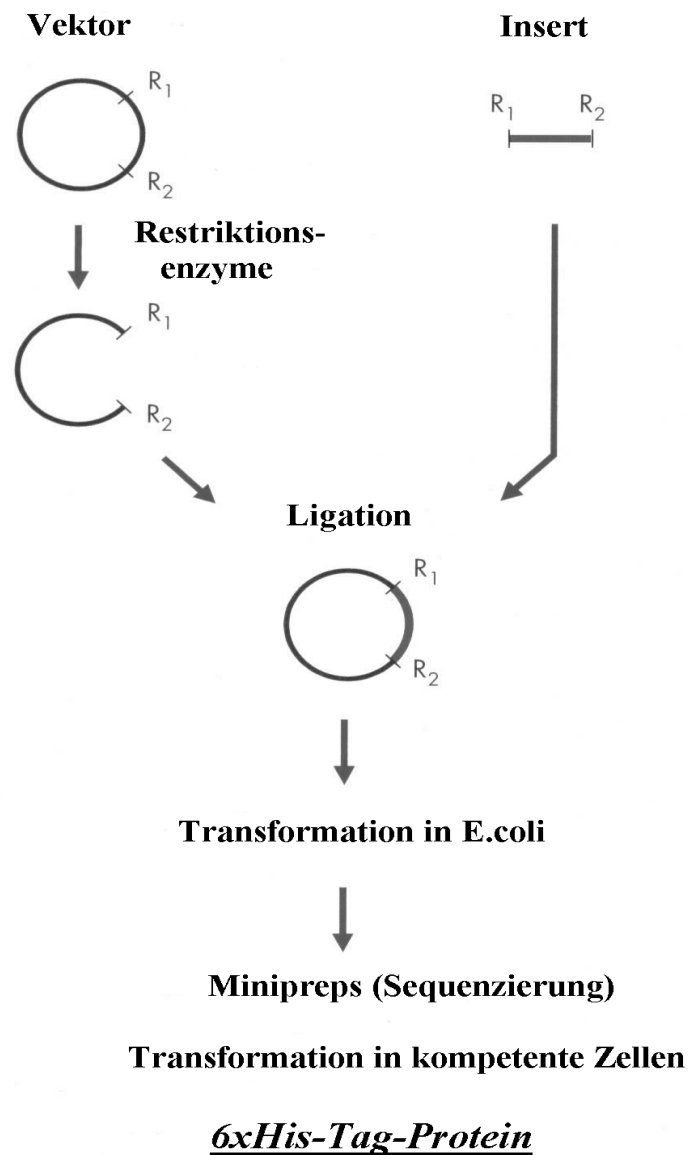 Vektor
Insert
R1
R2
R1 R2
Restriktions-
enzyme
R1
R2
Ligation
R1
R2
Transformation in E.coli
Minipreps (Sequenzierung)
Transformation in kompetente Zellen
6xHis-Tag-Protein